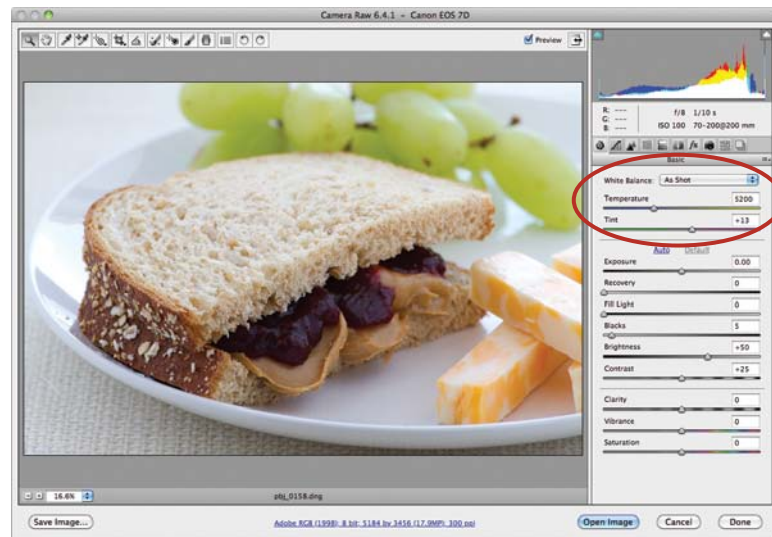 Camera Raw 6.4.1 - Canon EOS 7D
Preview
R: ---
G: ---
B: ---
f/8 1/10 s
ISO 100 70-200@200 mm
Basic
White Balance: As Shot
Temperature 5200
Tint +13
Auto Default
Exposure 0.00
Recovery 0
Fill Light 0
Blacks 5
Brightness +50
Contrast +25
Clarity 0
Vibrance 0
Saturation 0
16.6% pbj_0158.dng
Save Image... Adobe RGB (1998); 8 bit; 5184 by 3456 (17.9MP); 300 ppi Open Image Cancel Done